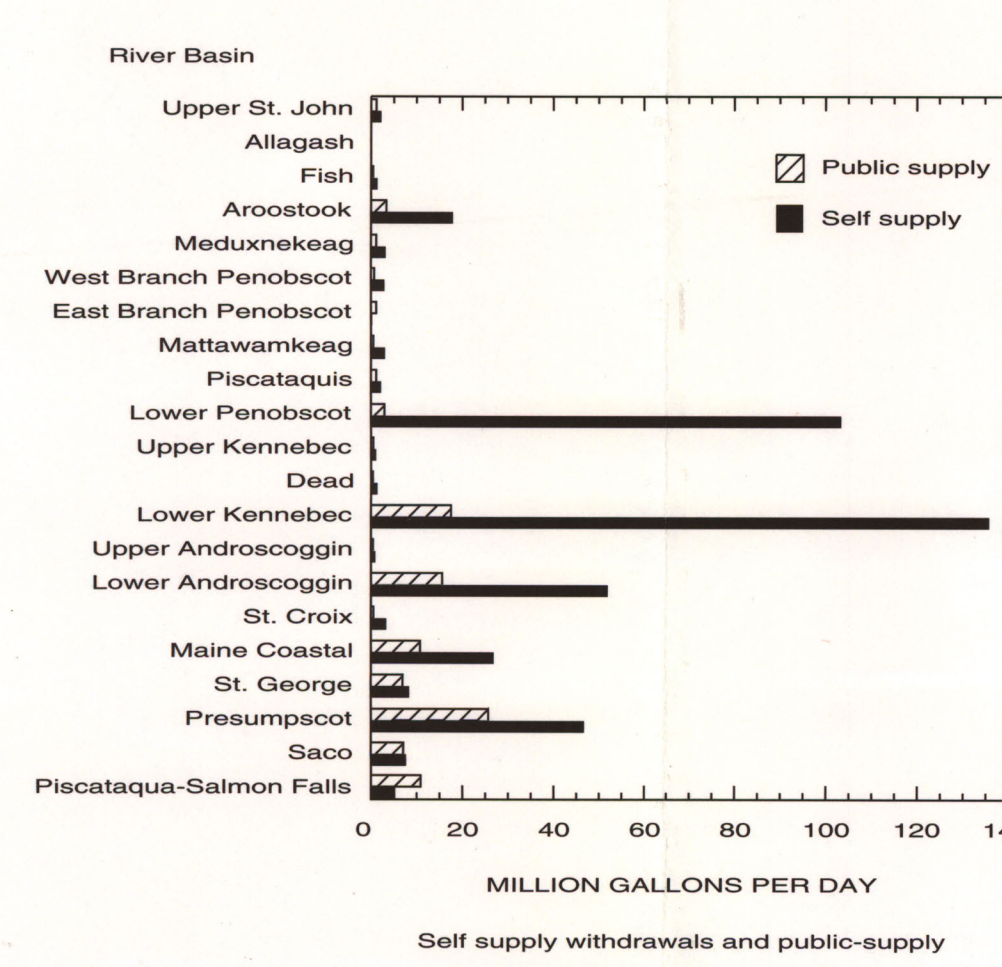 River Basin
Upper St. John
Allagash
Fish
Aroostook
Meduxnekeag
West Branch Penobscot
East Branch Penobscot
Mattawamkeag
Piscataquis
Lower Penobscot
Upper Kennebec
Dead
Lower Kennebec
Upper Androscoggin
Lower Androscoggin
St. Croix
Maine Coastal
St. George
Presumpscot
Saco
Piscataqua-Salmon Falls
Public supply
Self supply
0 20 40 60 80 100 120
MILLION GALLONS PER DAY
Self supply withdrawals and public-supply